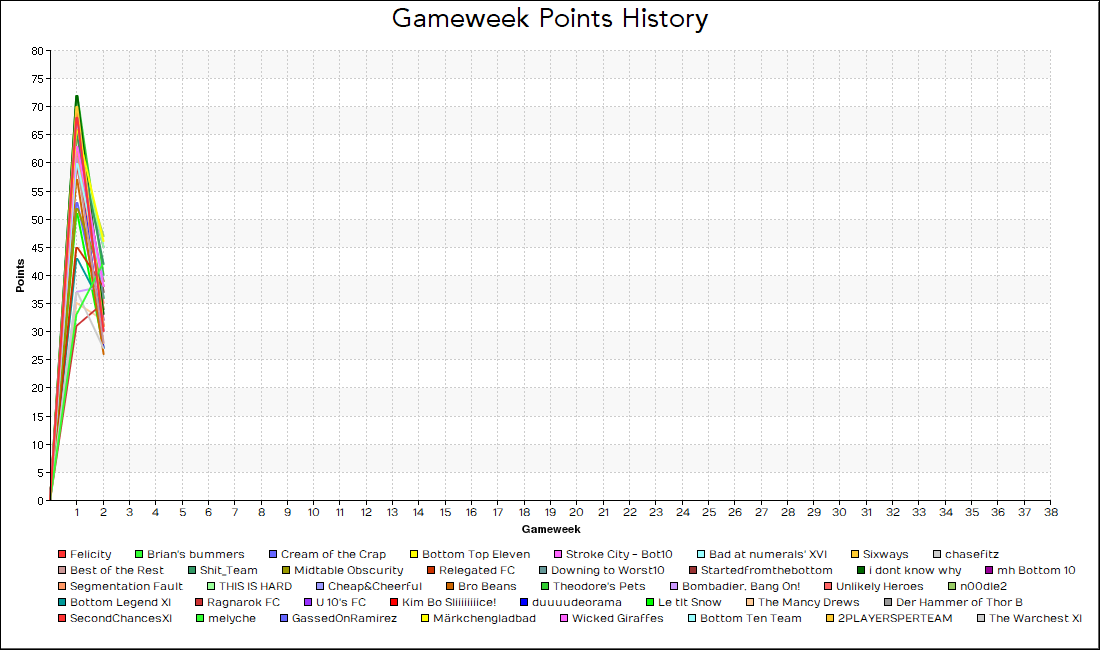 Gameweek Points History
80
75
70
65
60
55
50
45
40
35
30
25
20
15
10
5
0
Points
1 2 3 4 5 6 7 8 9 10 11 12 13 14 15 16 17 18 19 20 21 22 23 24 25 26 27 28 29 30 31 32 33 34 35 36 37 38
Gameweek
Felicity Brian's bummers Cream of the Crap Bottom Top Eleven Stroke City - Bot10 Bad at numerals' XVI Sixways chasefitz
Best of the Rest Shit_Team Midtable Obscurity Relegated FC Downing to Worst10 Startedfromthebottom i dont know why mh Bottom 10
Segmentation Fault THIS IS HARD Cheap&Cheerful Bro Beans Theodore's Pets Bombadier, Bang On! Unlikely Heroes n00dle2
Bottom Legend XI Ragnarok FC U 10's FC Kim Bo Sliiiiiiiice! duuuudeorama Le tit Snow The Mancy Drews Der Hammer of Thor B
SecondChancesXI melyche GassedOnRamirez Märkchengladbad Wicked Giraffes Bottom Ten Team 2PLAYERSPERTEAM The Warchest XI